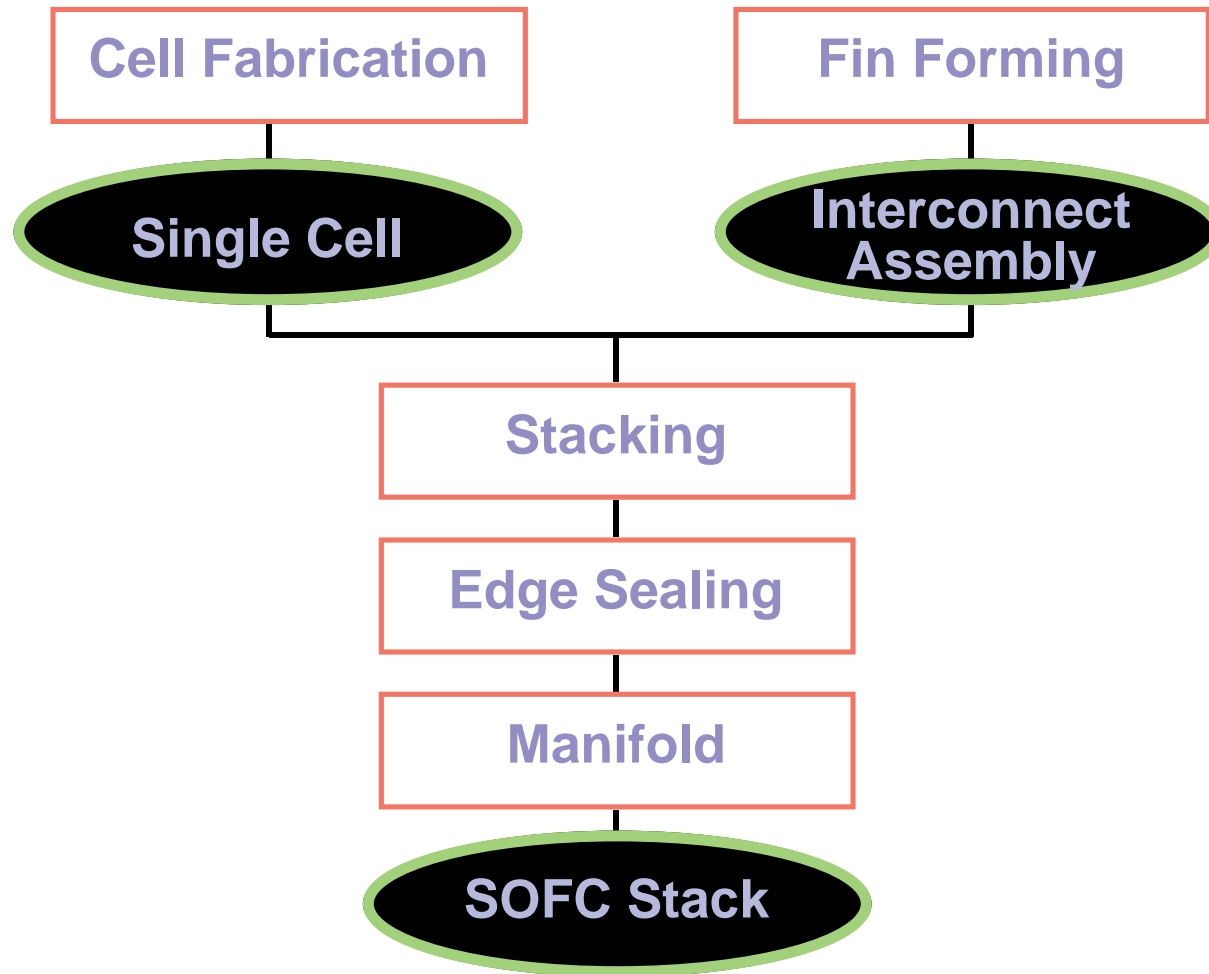 Cell Fabrication
Fin Forming
Single Cell
Interconnect
Assembly
Stacking
Edge Sealing
Manifold
SOFC Stack